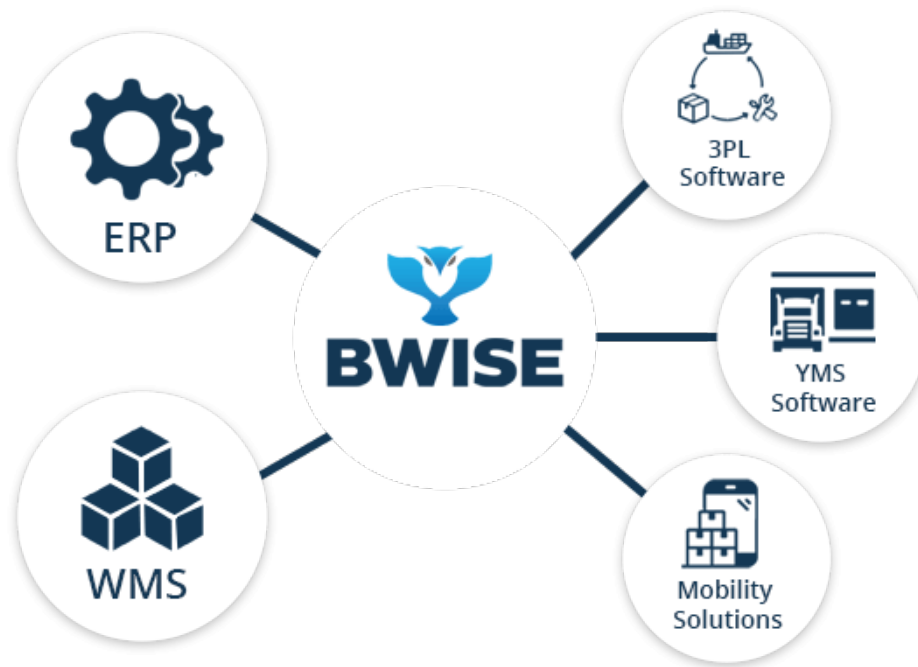 ERP
WMS
BWISE
3PL
Software
YMS
Software
Mobility
Solutions